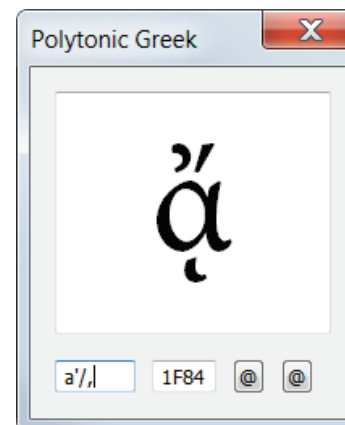 Polytonic Greek
ᾄ
a'/, 1F84 @ @